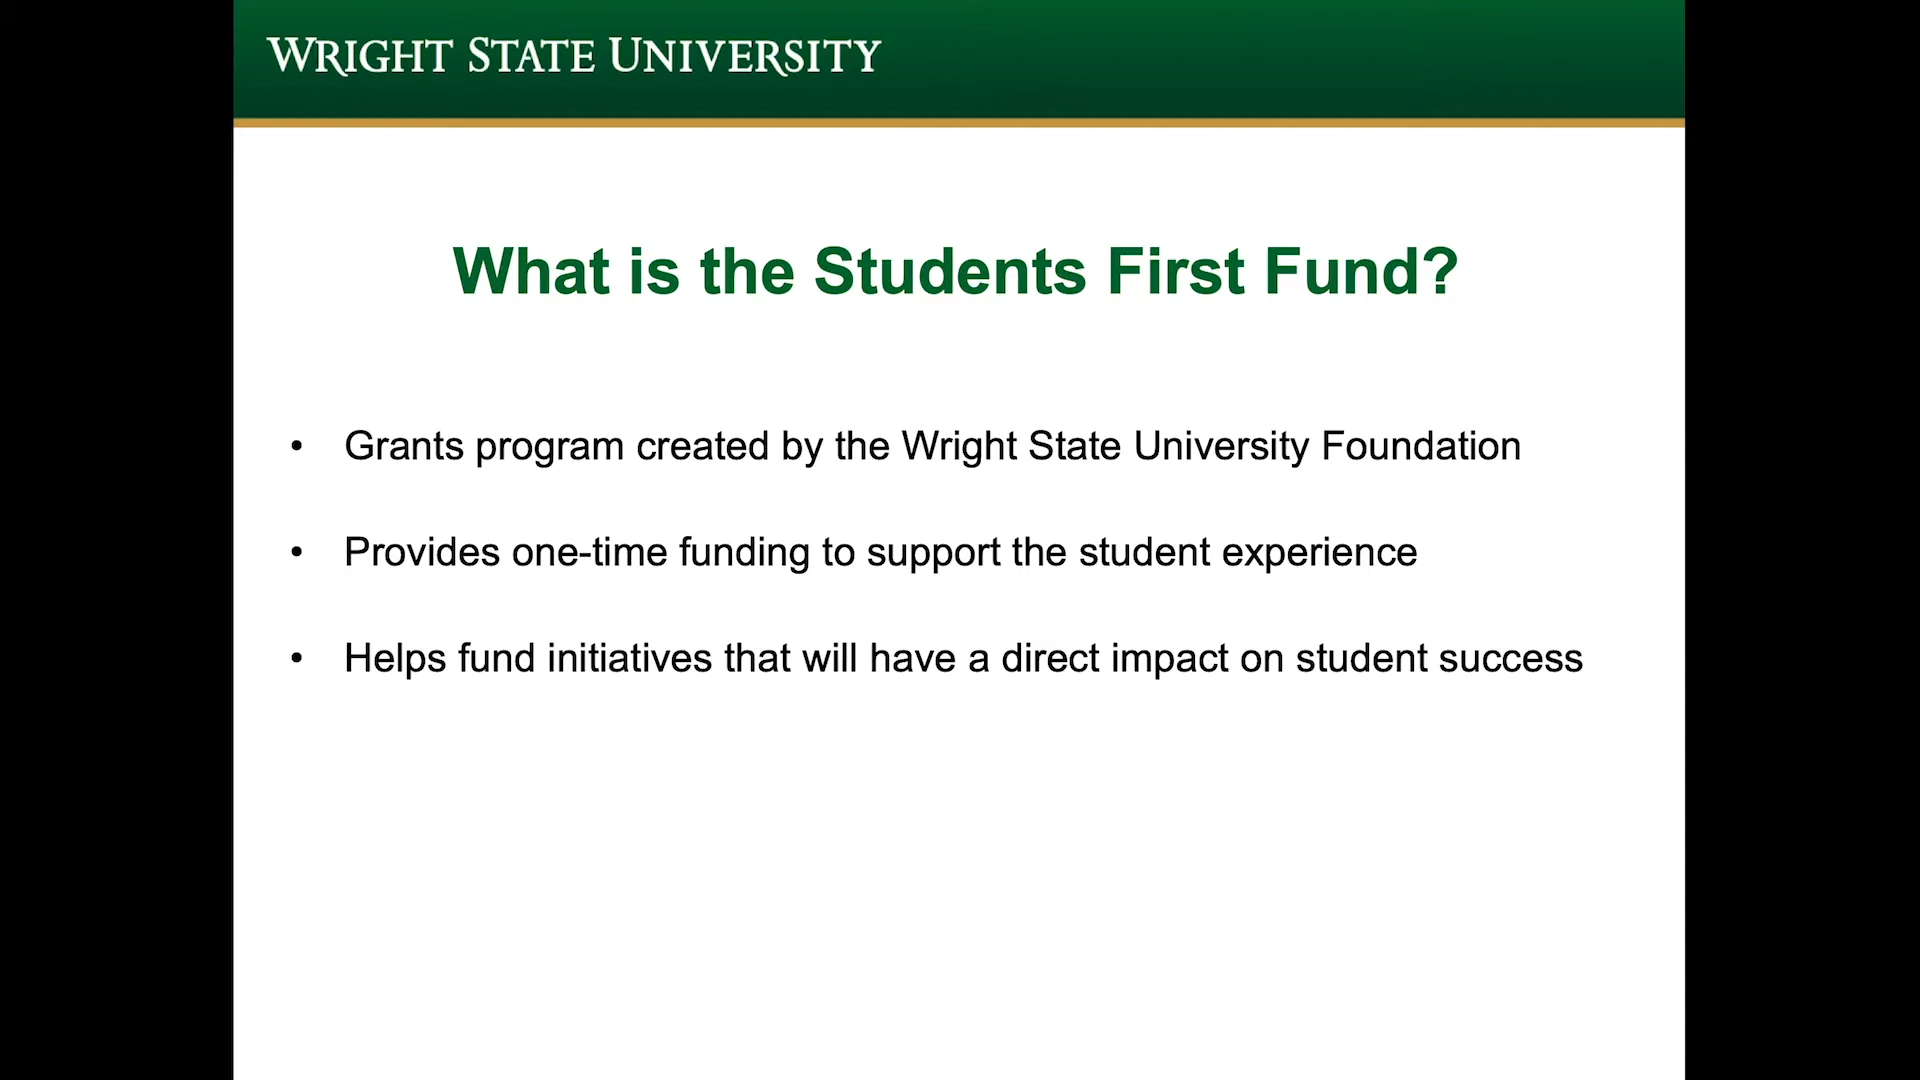 WRIGHT STATE UNIVERSITY
What is the Students First Fund?
• Grants program created by the Wright State University Foundation
• Provides one-time funding to support the student experience
• Helps fund initiatives that will have a direct impact on student success